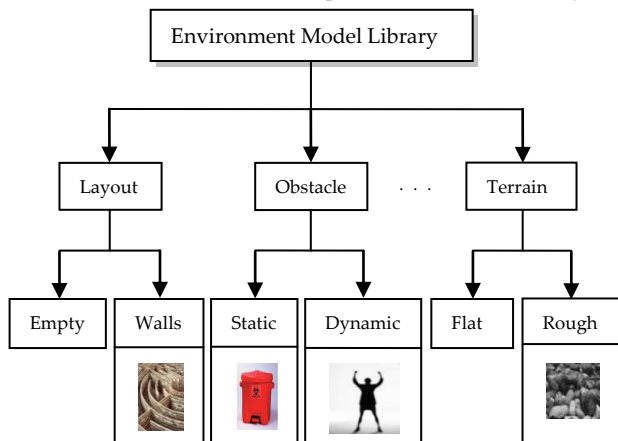 Environment Model Library
Layout
Obstacle
. . .
Terrain
Empty
Walls
Static
Dynamic
Flat
Rough